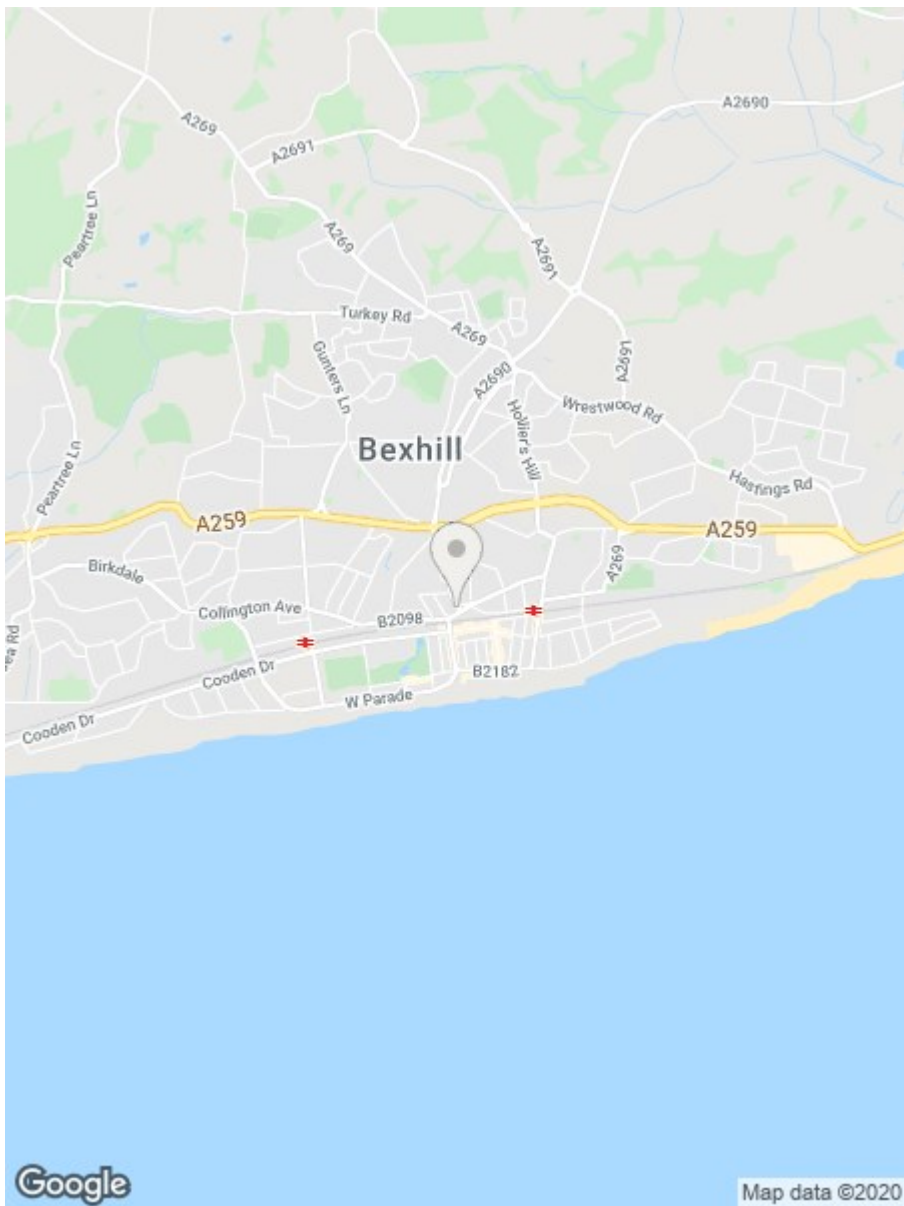 A2690
A269
A2691
Peartree Ln
A269
A2691
Turkey Rd
A269
Gunters Ln
A2690
A2691
Wrestwood Rd
Hollier's Hill
Bexhill
Peartree Ln
Hastings Rd
A259
A259
Birkdale
A269
Collington Ave
B2098
ea Rd
Cooden Dr
B2182
W Parade
Cooden Dr
Google
Map data ©2020